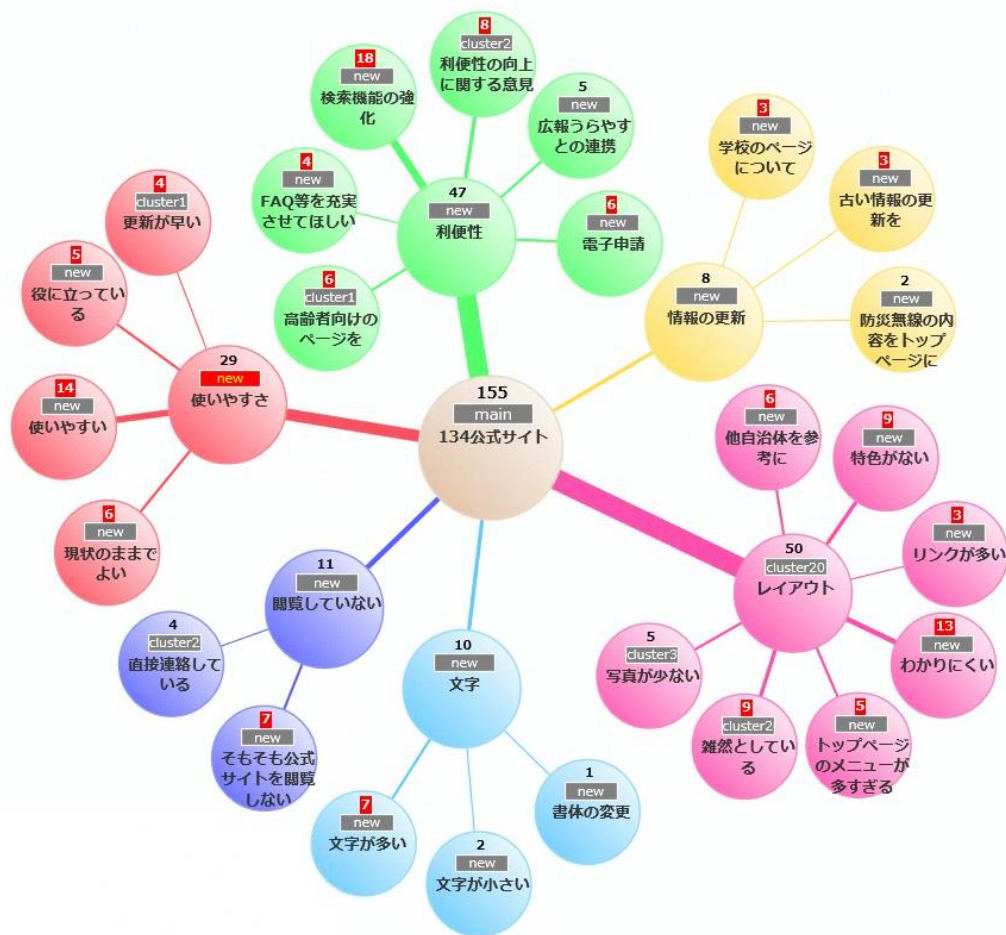 155
main
134公式サイト
47
new
利便性
18
new
検索機能の強
化
8
cluster2
利便性の向上
に関する意見
5
new
広報うらやす
との連携
4
new
FAQ等を充実
させてほしい
6
new
電子申請
6
cluster1
高齢者向けの
ページを
8
new
情報の更新
3
new
学校のページ
について
3
new
古い情報の更
新を
2
new
防災無線の内
容をトップ
ページに
29
new
使いやすさ
4
cluster1
更新が早い
5
new
役に立ってい
る
14
new
使いやすい
6
new
現状のままで
よい
50
cluster20
レイアウト
6
new
他自治体を参
考に
9
new
特色がない
3
new
リンクが多い
13
new
わかりにくい
5
new
トップページ
のメニューが
多すぎる
9
cluster2
雑然としてい
る
5
cluster3
写真が少ない
11
new
閲覧していない
4
cluster2
直接連絡して
いる
7
new
そもそも公式
サイトを閲覧
しない
10
new
文字
7
new
文字が多い
2
new
文字が小さい
1
new
書体の変更